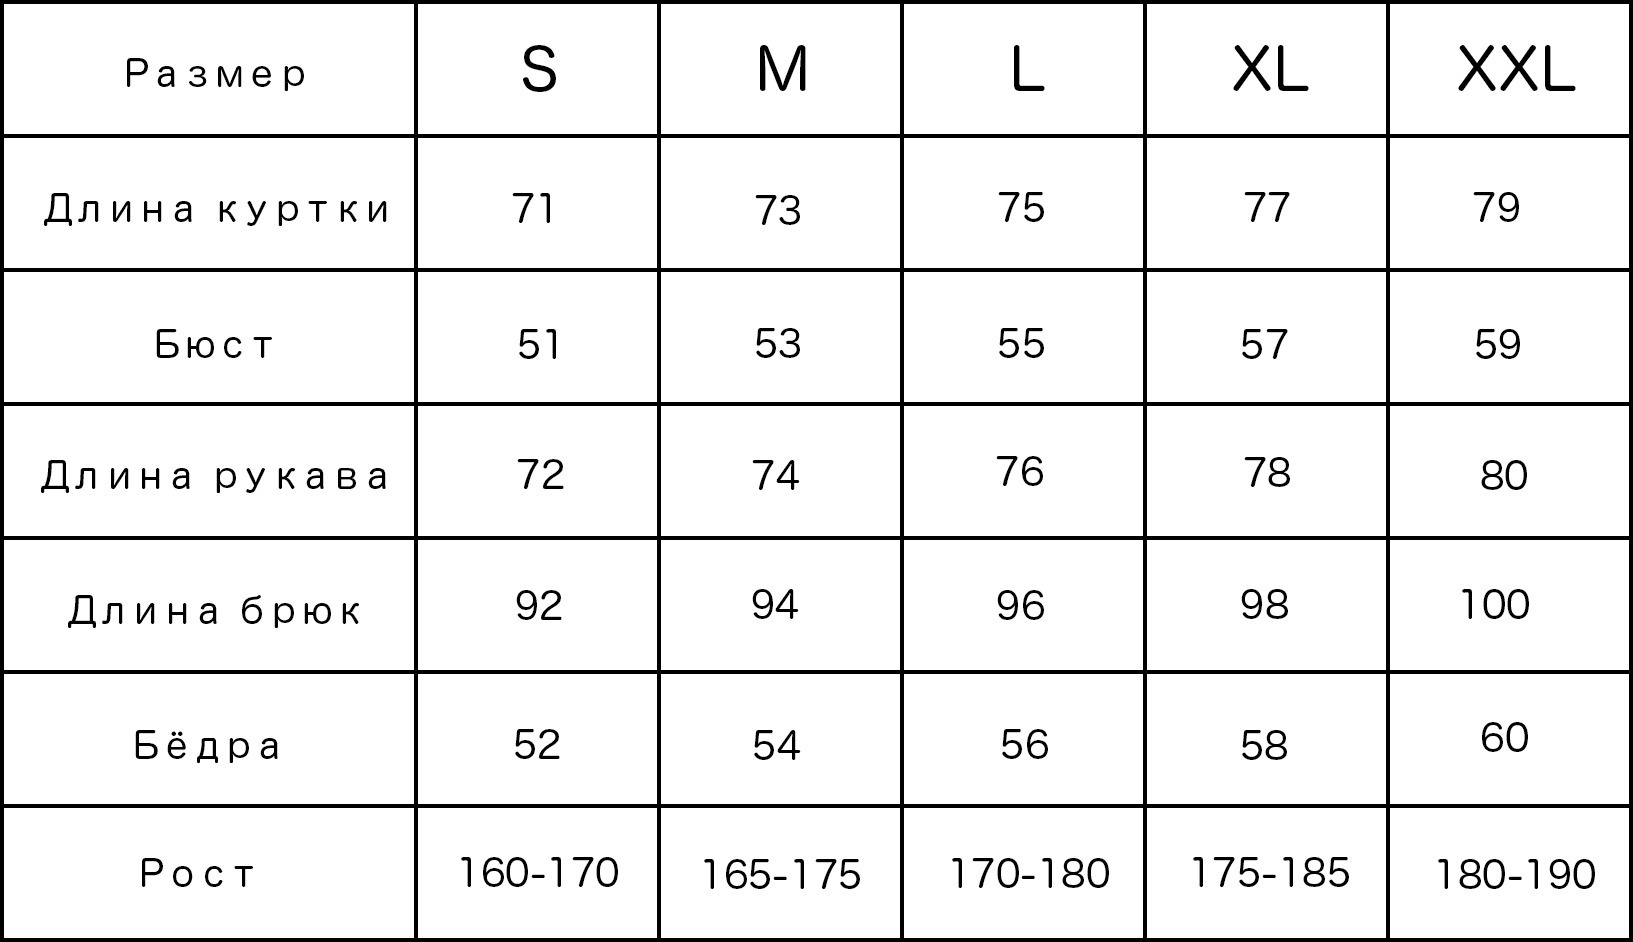 Размер S M L XL XXL
Длина куртки 71 73 75 77 79
Бюст 51 53 55 57 59
Длина рукава 72 74 76 78 80
Длина брюк 92 94 96 98 100
Бёдра 52 54 56 58 60
Рост 160-170 165-175 170-180 175-185 180-190